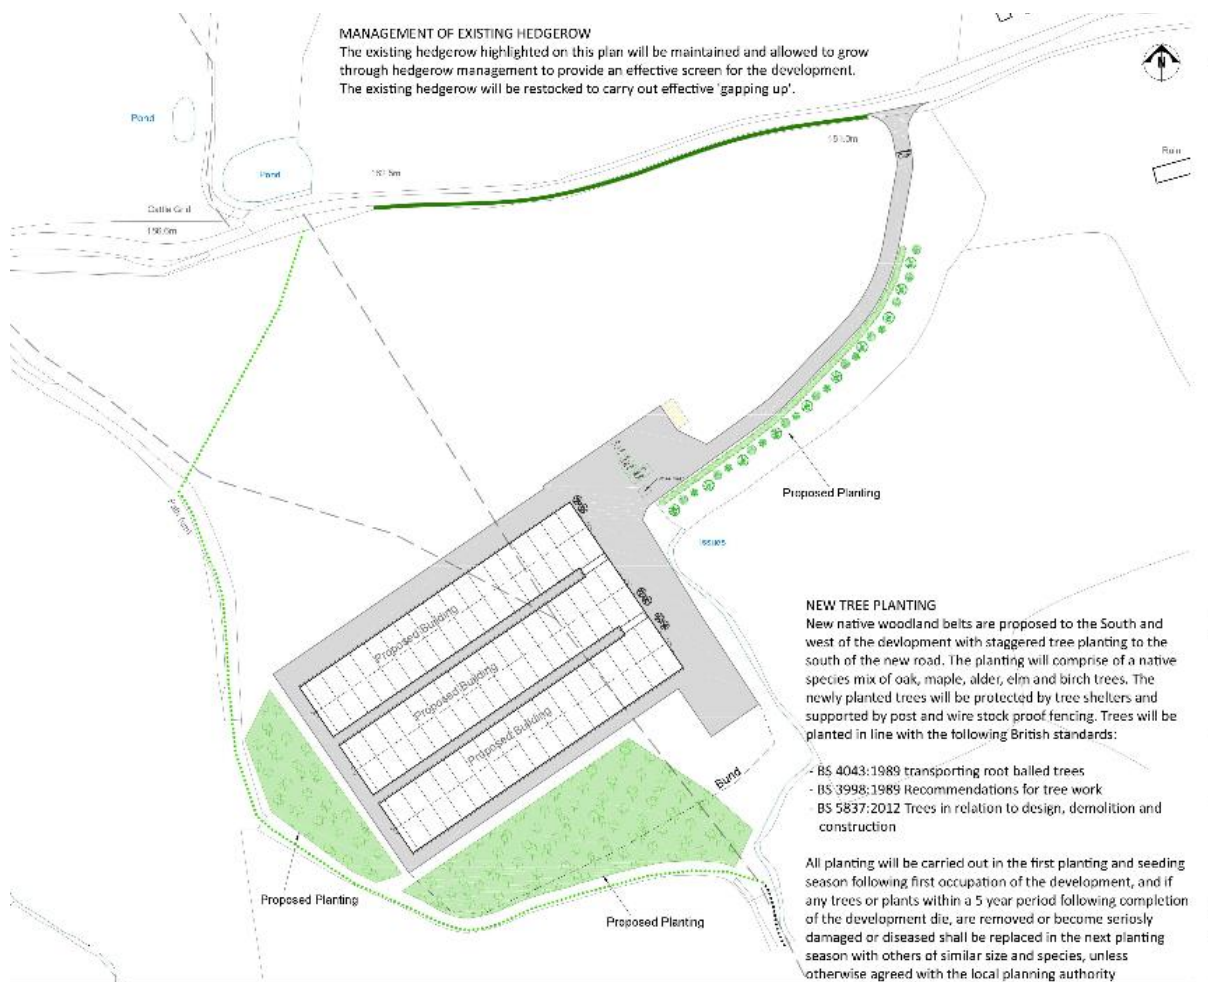 MANAGEMENT OF EXISTING HEDGEROW
The existing hedgerow highlighted on this plan will be maintained and allowed to grow
through hedgerow management to provide an effective screen for the development.
The existing hedgerow will be restocked to carry out effective 'gapping up'.
N
Pond
Pond
151.0m
Ruin
Cattle Grid
Path (um)
Proposed Planting
Issues
Proposed Building
Proposed Building
Proposed Building
Bund
Proposed Planting
Proposed Planting
NEW TREE PLANTING
New native woodland belts are proposed to the South and
west of the devlopment with staggered tree planting to the
south of the new road. The planting will comprise of a native
species mix of oak, maple, alder, elm and birch trees. The
newly planted trees will be protected by tree shelters and
supported by post and wire stock proof fencing. Trees will be
planted in line with the following British standards:
- BS 4043:1989 transporting root balled trees
- BS 3998:1989 Recommendations for tree work
- BS 5837:2012 Trees in relation to design, demolition and
construction
All planting will be carried out in the first planting and seeding
season following first occupation of the development, and if
any trees or plants within a 5 year period following completion
of the development die, are removed or become seriosly
damaged or diseased shall be replaced in the next planting
season with others of similar size and species, unless
otherwise agreed with the local planning authority